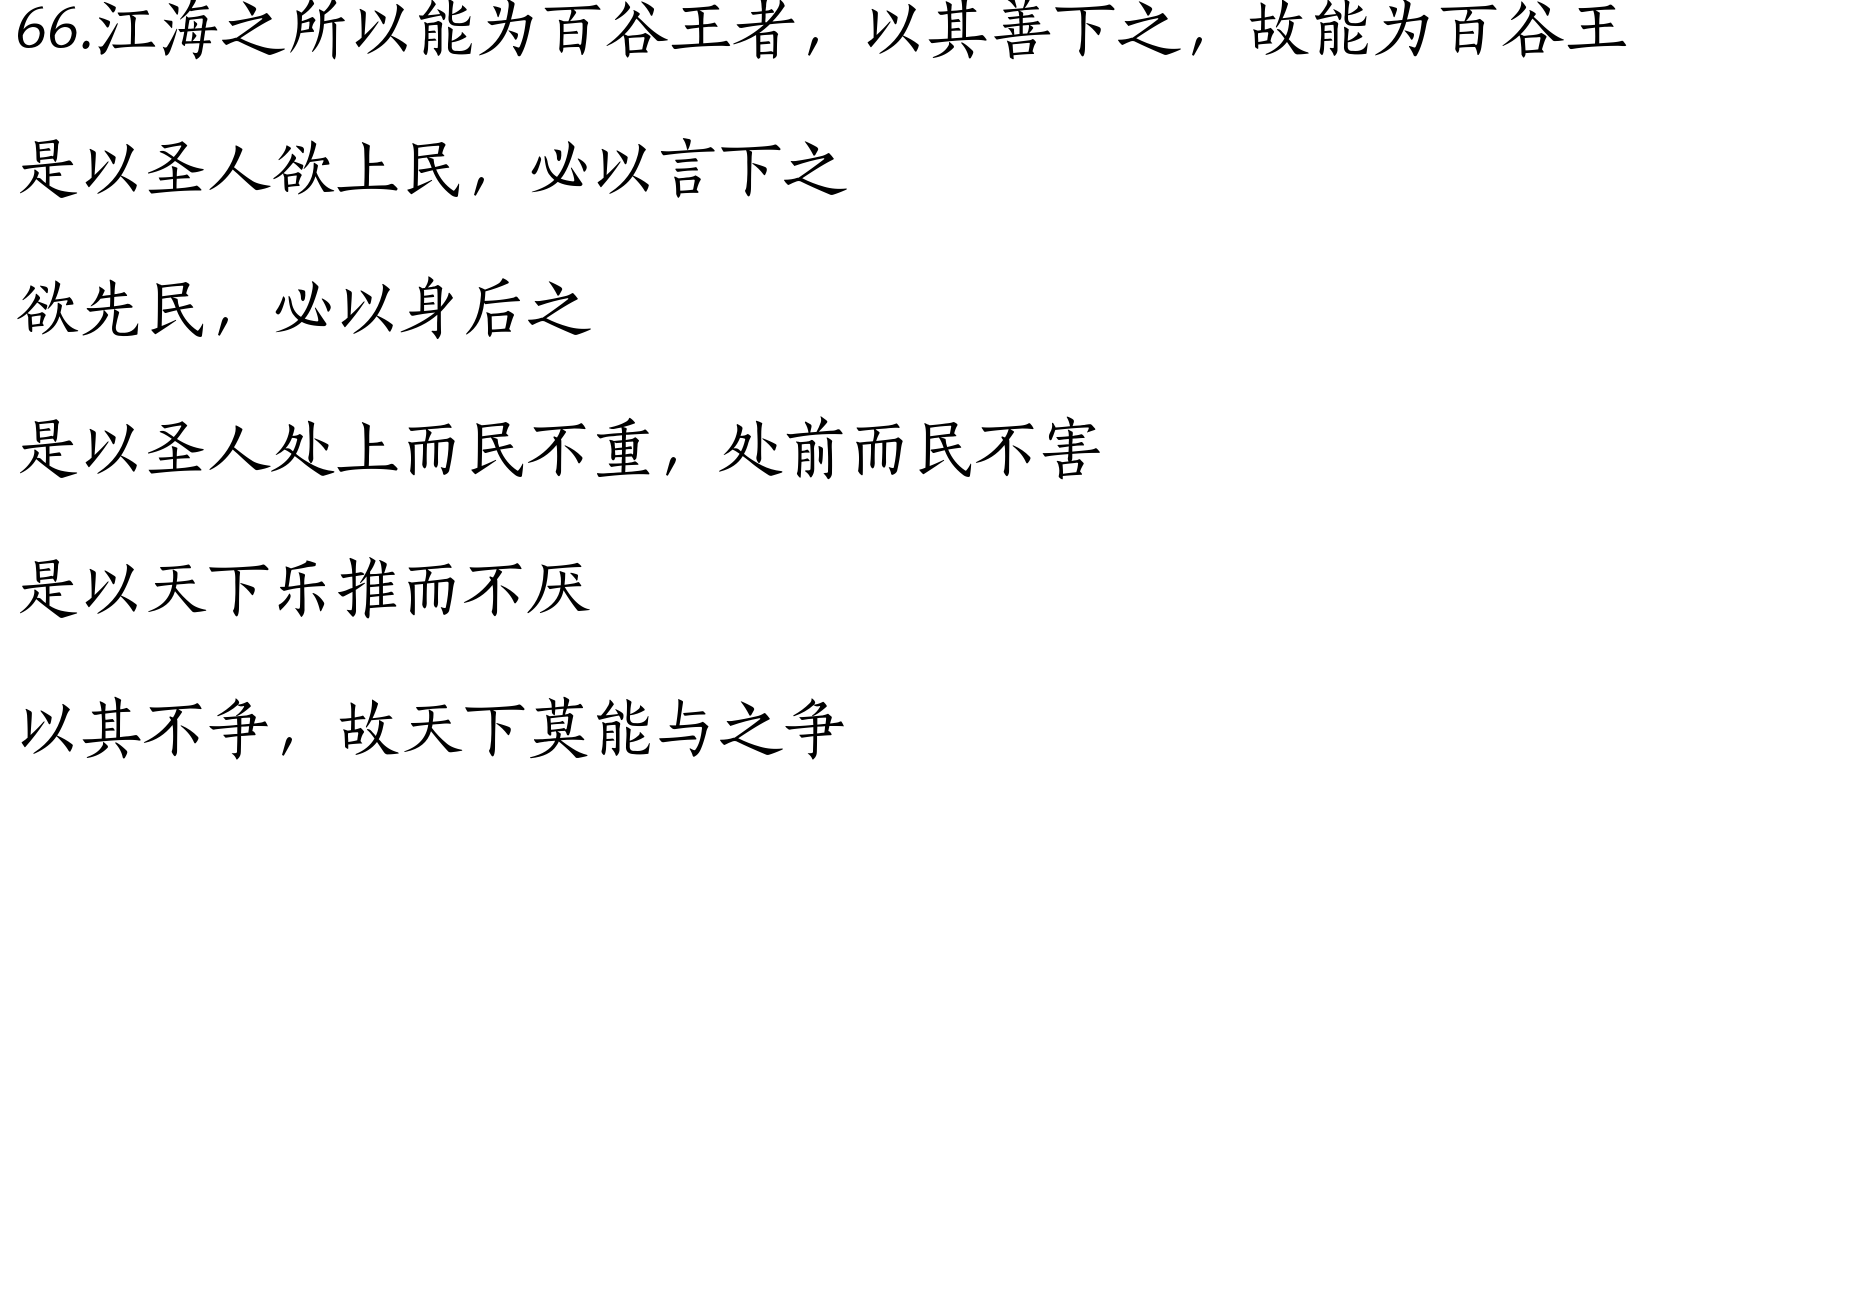 66.江海之所以能为百谷王者，以其善下之，故能为百谷王
是以圣人欲上民，必以言下之
欲先民，必以身后之
是以圣人处上而民不重，处前而民不害
是以天下乐推而不厌
以其不争，故天下莫能与之争